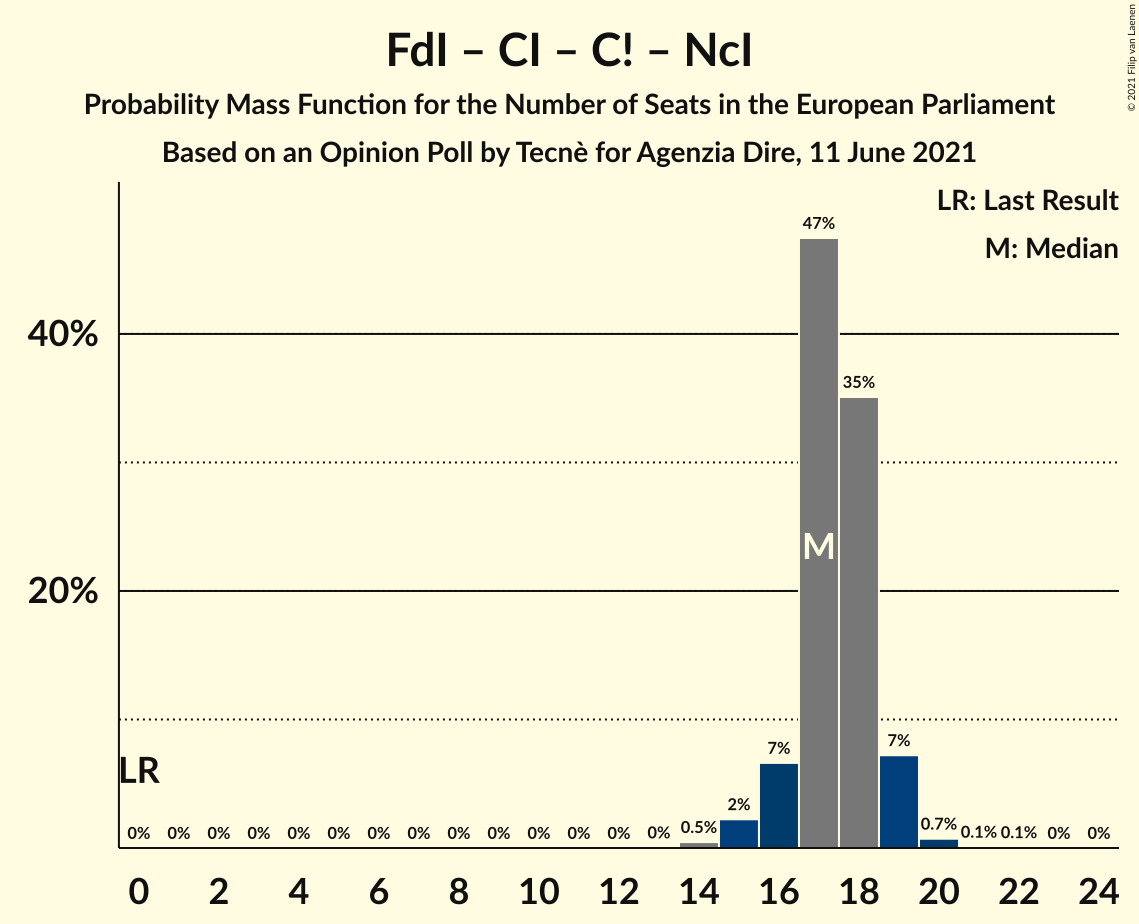 FdI – CI – C! – NcI
Probability Mass Function for the Number of Seats in the European Parliament
Based on an Opinion Poll by Tecnè for Agenzia Dire, 11 June 2021
© 2021 Filip van Laenen
LR: Last Result
M: Median
40%
20%
47%
35%
M
LR
7%
7%
2%
0% 0% 0% 0% 0% 0% 0% 0% 0% 0% 0% 0% 0% 0% 0.5% 0.7% 0.1% 0.1% 0% 0%
0 2 4 6 8 10 12 14 16 18 20 22 24